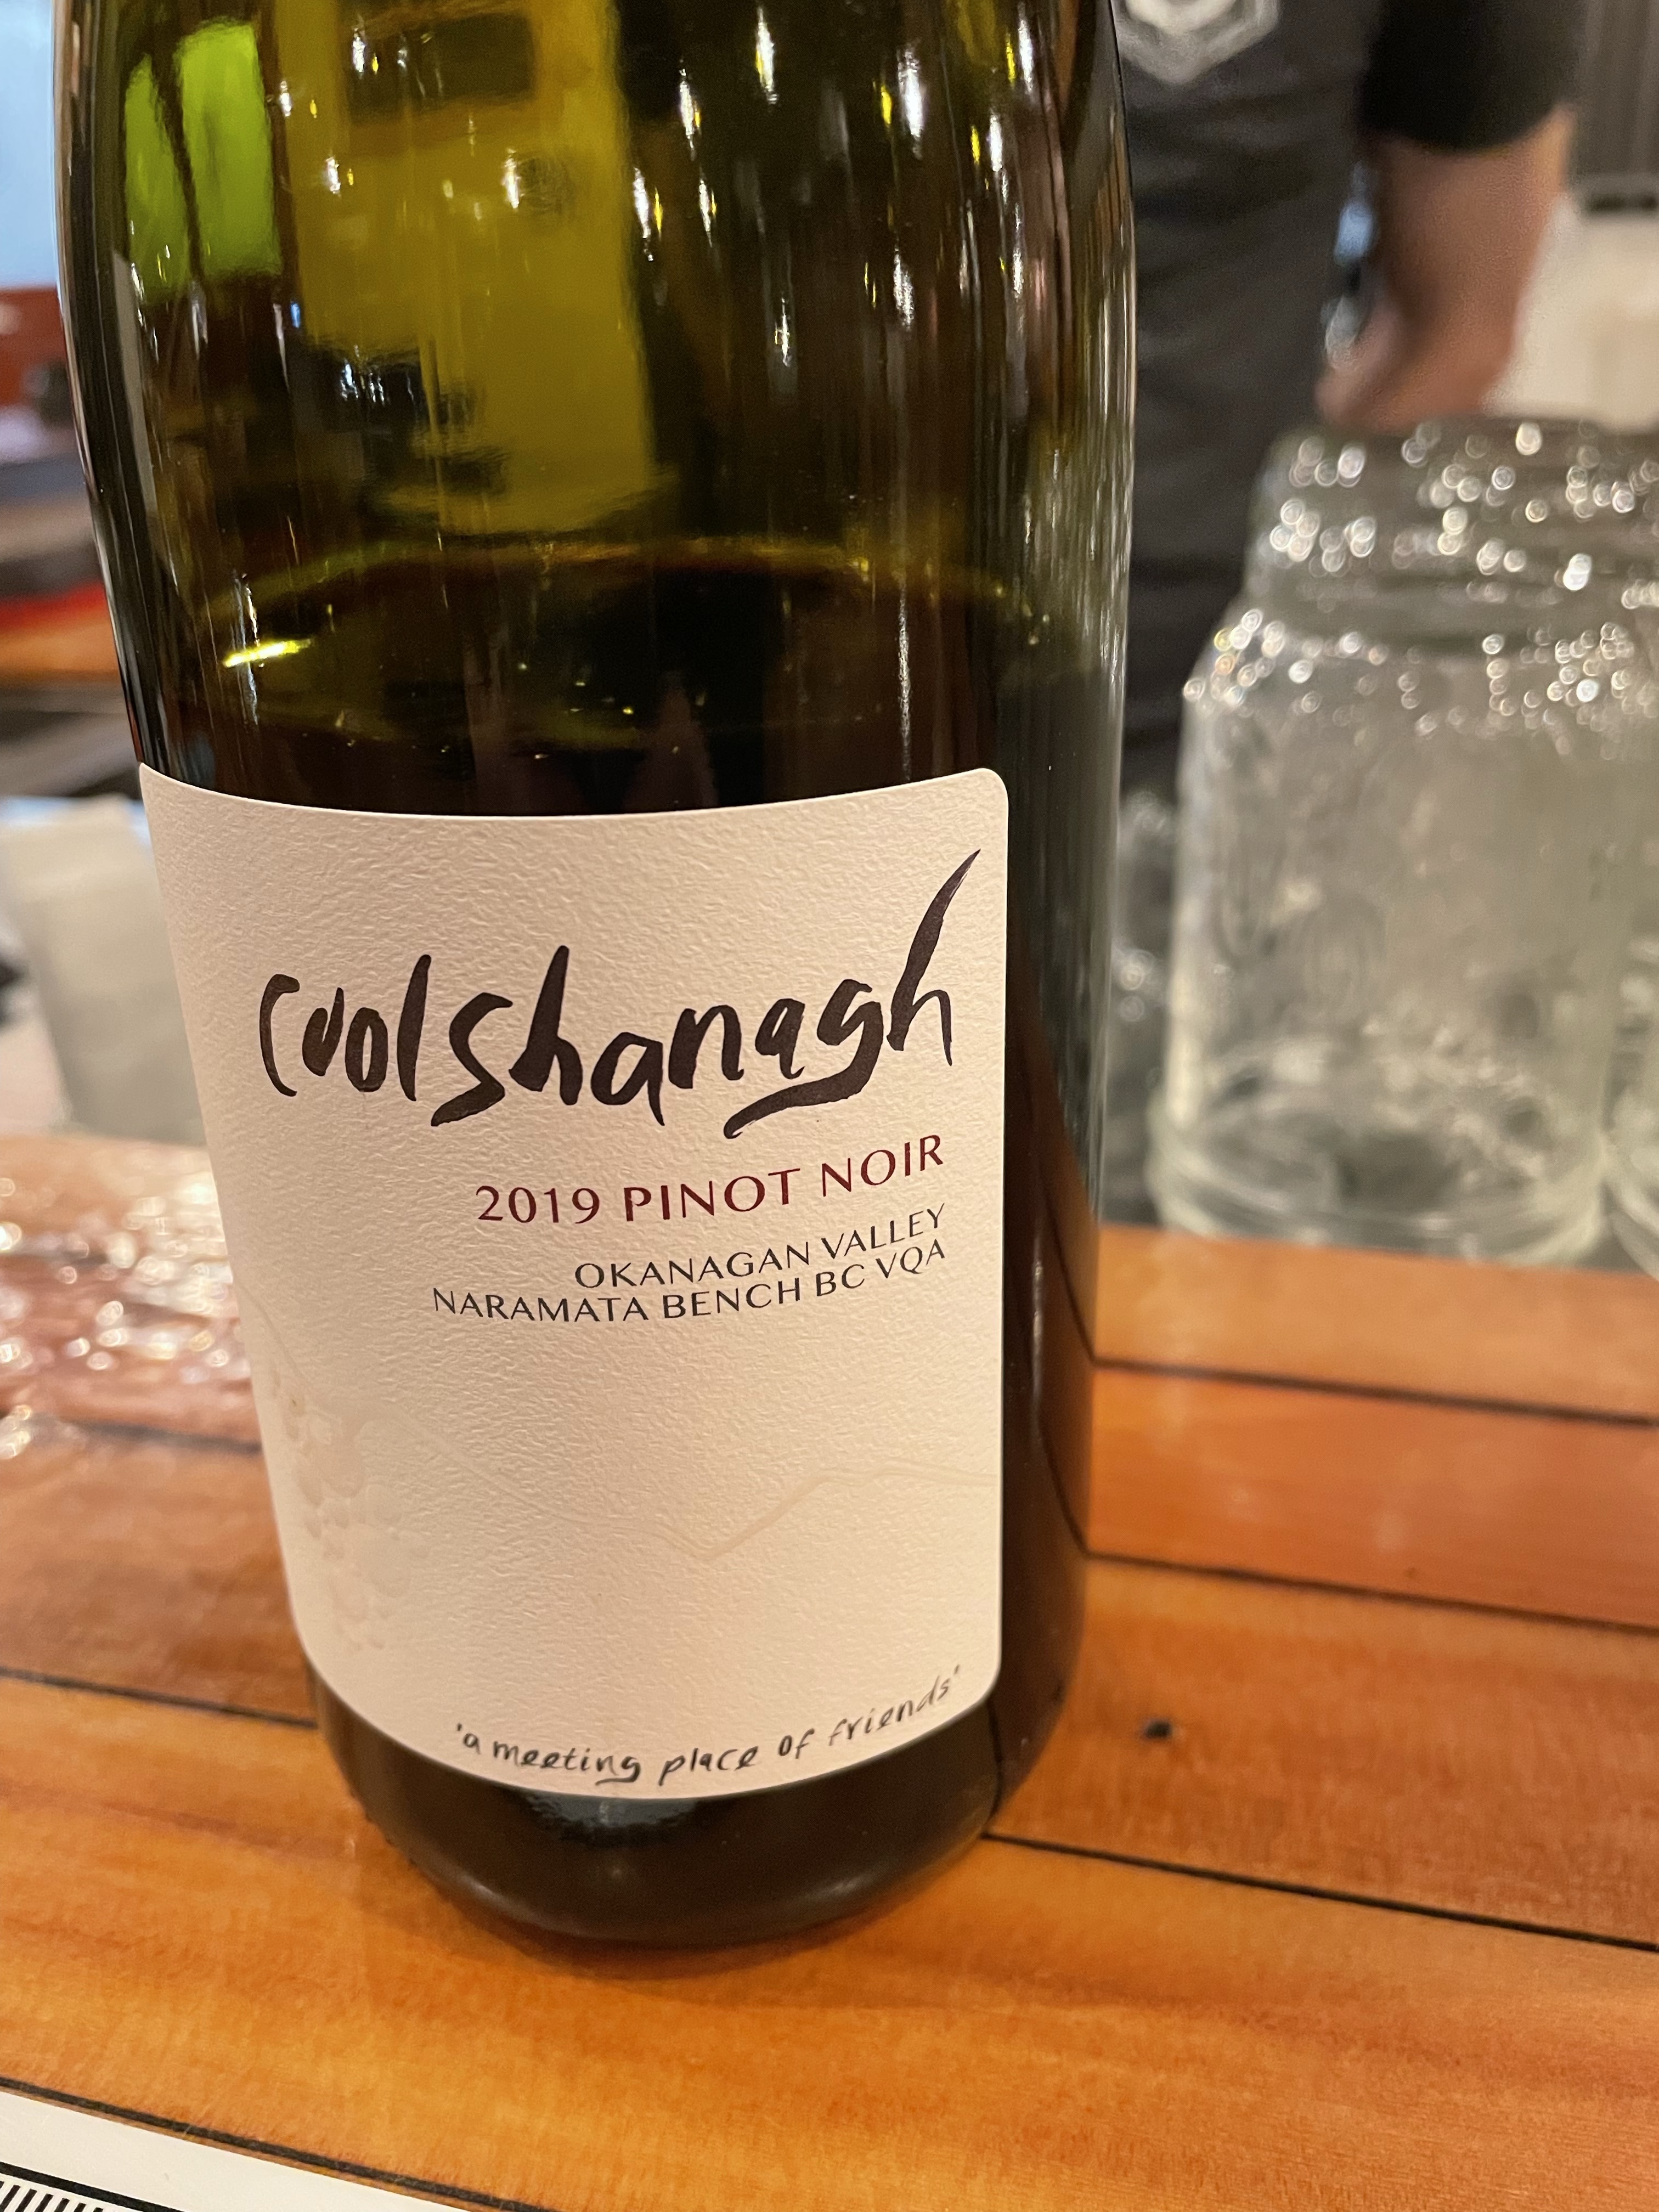 coolshanagh
2019 PINOT NOIR
OKANAGAN VALLEY
NARAMATA BENCH BC VQA
'a meeting place of friends'